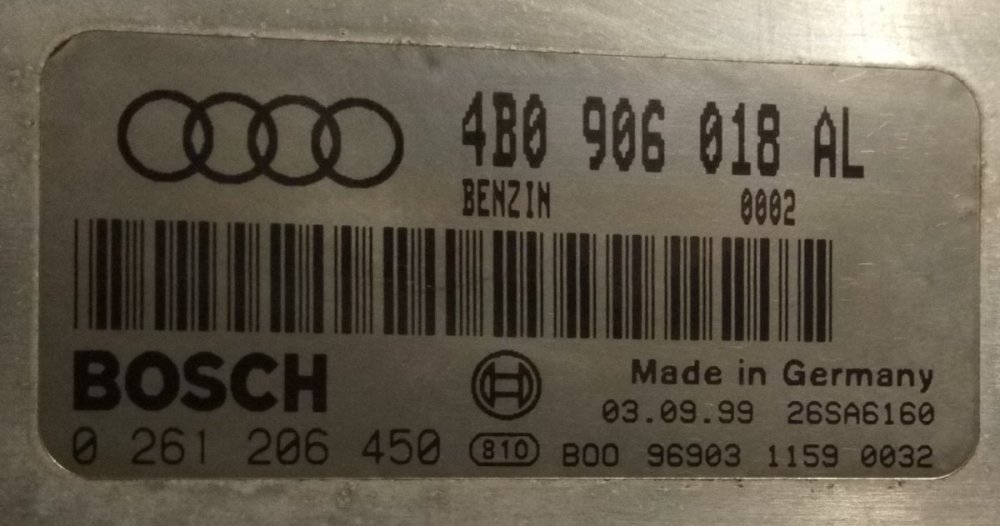 4B0 906 018 AL
BENZIN 0002
BOSCH
Made in Germany
03.09.99 26SA6160
0 261 206 450 810 B00 96903 1159 0032